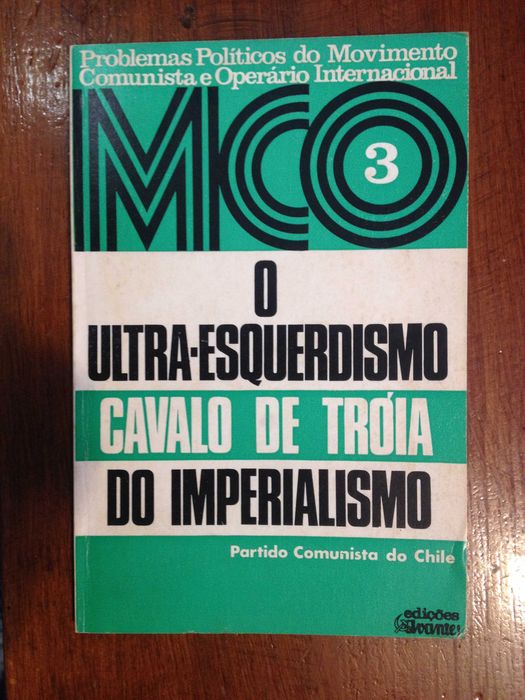 Problemas Políticos do Movimento
Comunista e Operário Internacional
MCO
3
O
ULTRA-ESQUERDISMO
CAVALO DE TRÓIA
DO IMPERIALISMO
Partido Comunista do Chile
edições
avante!